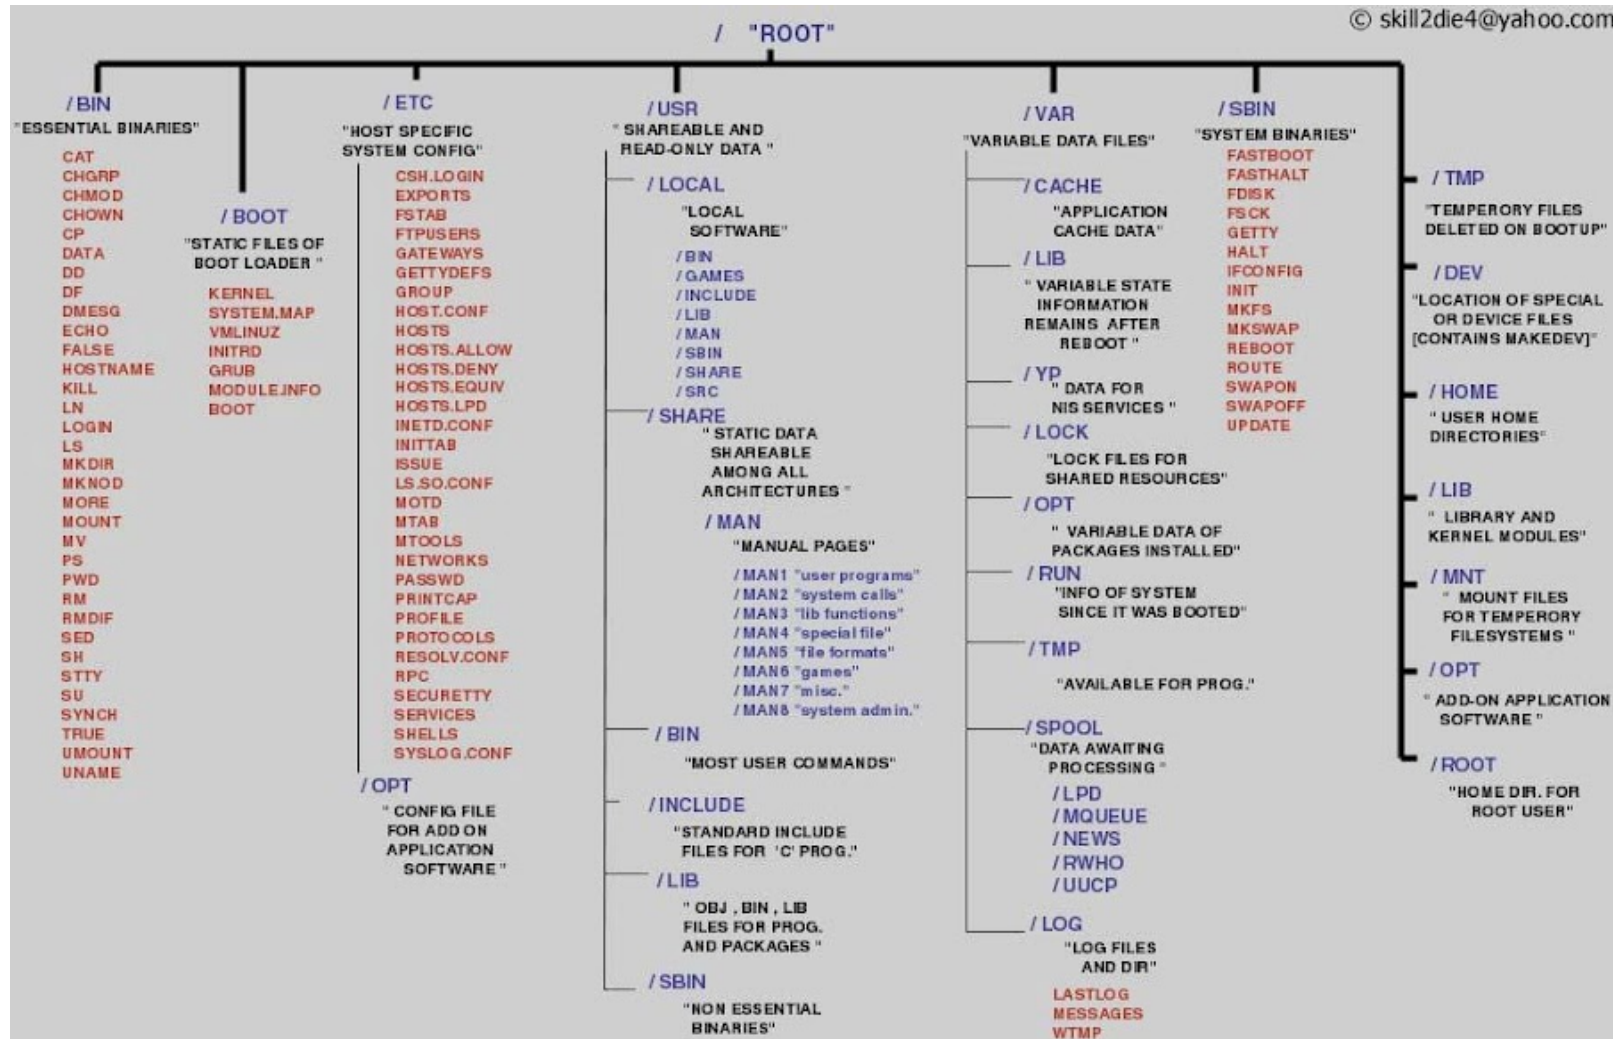 © skill2die4@yahoo.com
/ "ROOT"
/ BIN
"ESSENTIAL BINARIES"
CAT
CHGRP
CHMOD
CHOWN
CP
DATA
DD
DF
DMESG
ECHO
FALSE
HOSTNAME
KILL
LN
LOGIN
LS
MKDIR
MKNOD
MORE
MOUNT
MV
PS
PWD
RM
RMDIF
SED
SH
STTY
SU
SYNCH
TRUE
UMOUNT
UNAME
/ BOOT
"STATIC FILES OF
BOOT LOADER "
KERNEL
SYSTEM.MAP
VMLINUZ
INITRD
GRUB
MODULE.INFO
BOOT
/ ETC
"HOST SPECIFIC
SYSTEM CONFIG"
CSH.LOGIN
EXPORTS
FSTAB
FTPUSERS
GATEWAYS
GETTYDEFS
GROUP
HOST.CONF
HOSTS
HOSTS.ALLOW
HOSTS.DENY
HOSTS.EQUIV
HOSTS.LPD
INETD.CONF
INITTAB
ISSUE
LS.SO.CONF
MOTD
MTAB
MTOOLS
NETWORKS
PASSWD
PRINTCAP
PROFILE
PROTOCOLS
RESOLV.CONF
RPC
SECURETTY
SERVICES
SHELLS
SYSLOG.CONF
/ OPT
" CONFIG FILE
FOR ADD ON
APPLICATION
SOFTWARE "
/ USR
" SHAREABLE AND
READ-ONLY DATA "
/ LOCAL
"LOCAL
SOFTWARE"
/ BIN
/ GAMES
/ INCLUDE
/ LIB
/ MAN
/ SBIN
/ SHARE
/ SRC
/ SHARE
" STATIC DATA
SHAREABLE
AMONG ALL
ARCHITECTURES "
/ MAN
"MANUAL PAGES"
/ MAN1 "user programs"
/ MAN2 "system calls"
/ MAN3 "lib functions"
/ MAN4 "special file"
/ MAN5 "file formats"
/ MAN6 "games"
/ MAN7 "misc."
/ MAN8 "system admin."
/ BIN
"MOST USER COMMANDS"
/ INCLUDE
"STANDARD INCLUDE
FILES FOR 'C' PROG."
/ LIB
" OBJ , BIN , LIB
FILES FOR PROG.
AND PACKAGES "
/ SBIN
"NON ESSENTIAL
BINARIES"
/ VAR
"VARIABLE DATA FILES"
/ CACHE
"APPLICATION
CACHE DATA"
/ LIB
" VARIABLE STATE
INFORMATION
REMAINS AFTER
REBOOT "
/ YP
" DATA FOR
NIS SERVICES "
/ LOCK
"LOCK FILES FOR
SHARED RESOURCES"
/ OPT
" VARIABLE DATA OF
PACKAGES INSTALLED"
/ RUN
"INFO OF SYSTEM
SINCE IT WAS BOOTED"
/ TMP
"AVAILABLE FOR PROG."
/ SPOOL
"DATA AWAITING
PROCESSING "
/ LPD
/ MQUEUE
/ NEWS
/ RWHO
/ UUCP
/ LOG
"LOG FILES
AND DIR"
LASTLOG
MESSAGES
WTMP
/ SBIN
"SYSTEM BINARIES"
FASTBOOT
FASTHALT
FDISK
FSCK
GETTY
HALT
IFCONFIG
INIT
MKFS
MKSWAP
REBOOT
ROUTE
SWAPON
SWAPOFF
UPDATE
/ TMP
"TEMPERORY FILES
DELETED ON BOOTUP"
/ DEV
"LOCATION OF SPECIAL
OR DEVICE FILES
[CONTAINS MAKEDEV]"
/ HOME
" USER HOME
DIRECTORIES"
/ LIB
" LIBRARY AND
KERNEL MODULES"
/ MNT
" MOUNT FILES
FOR TEMPERORY
FILESYSTEMS "
/ OPT
" ADD-ON APPLICATION
SOFTWARE "
/ ROOT
"HOME DIR. FOR
ROOT USER"